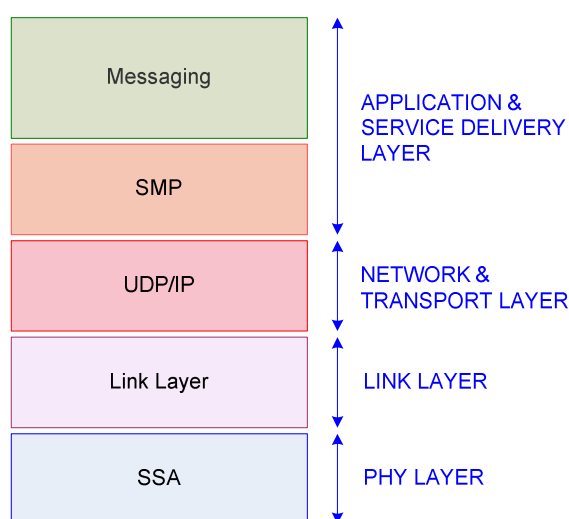 Messaging
APPLICATION &
SERVICE DELIVERY
LAYER
SMP
UDP/IP
NETWORK &
TRANSPORT LAYER
Link Layer
LINK LAYER
SSA
PHY LAYER